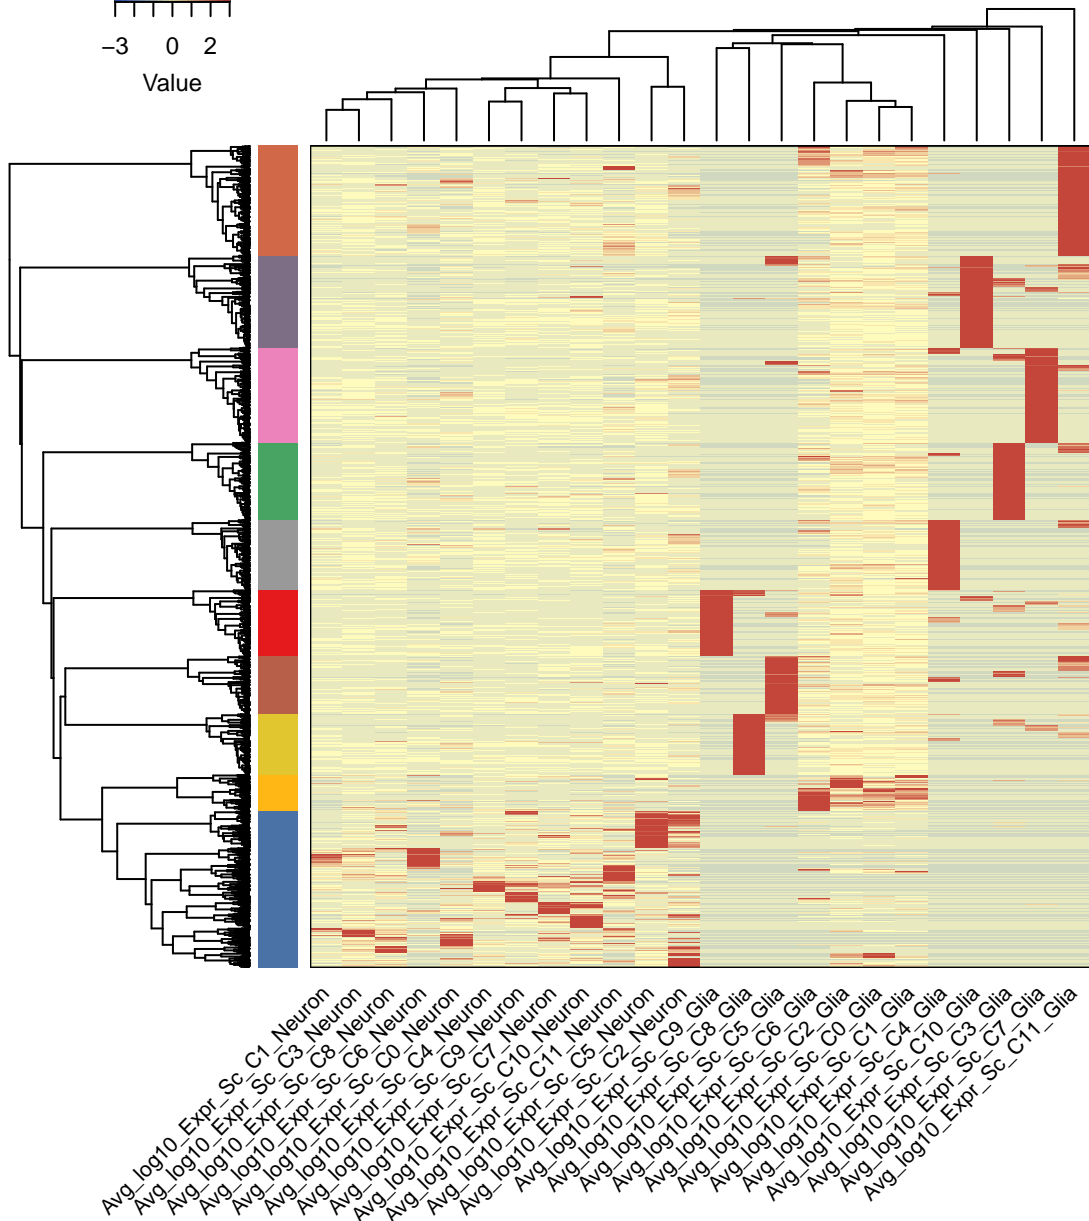 −3 0 2
Value
Avg_log10_Expr_Sc_C1_Neuron
Avg_log10_Expr_Sc_C3_Neuron
Avg_log10_Expr_Sc_C8_Neuron
Avg_log10_Expr_Sc_C6_Neuron
Avg_log10_Expr_Sc_C0_Neuron
Avg_log10_Expr_Sc_C4_Neuron
Avg_log10_Expr_Sc_C9_Neuron
Avg_log10_Expr_Sc_C7_Neuron
Avg_log10_Expr_Sc_C10_Neuron
Avg_log10_Expr_Sc_C11_Neuron
Avg_log10_Expr_Sc_C5_Neuron
Avg_log10_Expr_Sc_C2_Neuron
Avg_log10_Expr_Sc_C9_Glia
Avg_log10_Expr_Sc_C8_Glia
Avg_log10_Expr_Sc_C5_Glia
Avg_log10_Expr_Sc_C6_Glia
Avg_log10_Expr_Sc_C2_Glia
Avg_log10_Expr_Sc_C0_Glia
Avg_log10_Expr_Sc_C1_Glia
Avg_log10_Expr_Sc_C4_Glia
Avg_log10_Expr_Sc_C10_Glia
Avg_log10_Expr_Sc_C3_Glia
Avg_log10_Expr_Sc_C7_Glia
Avg_log10_Expr_Sc_C11_Glia